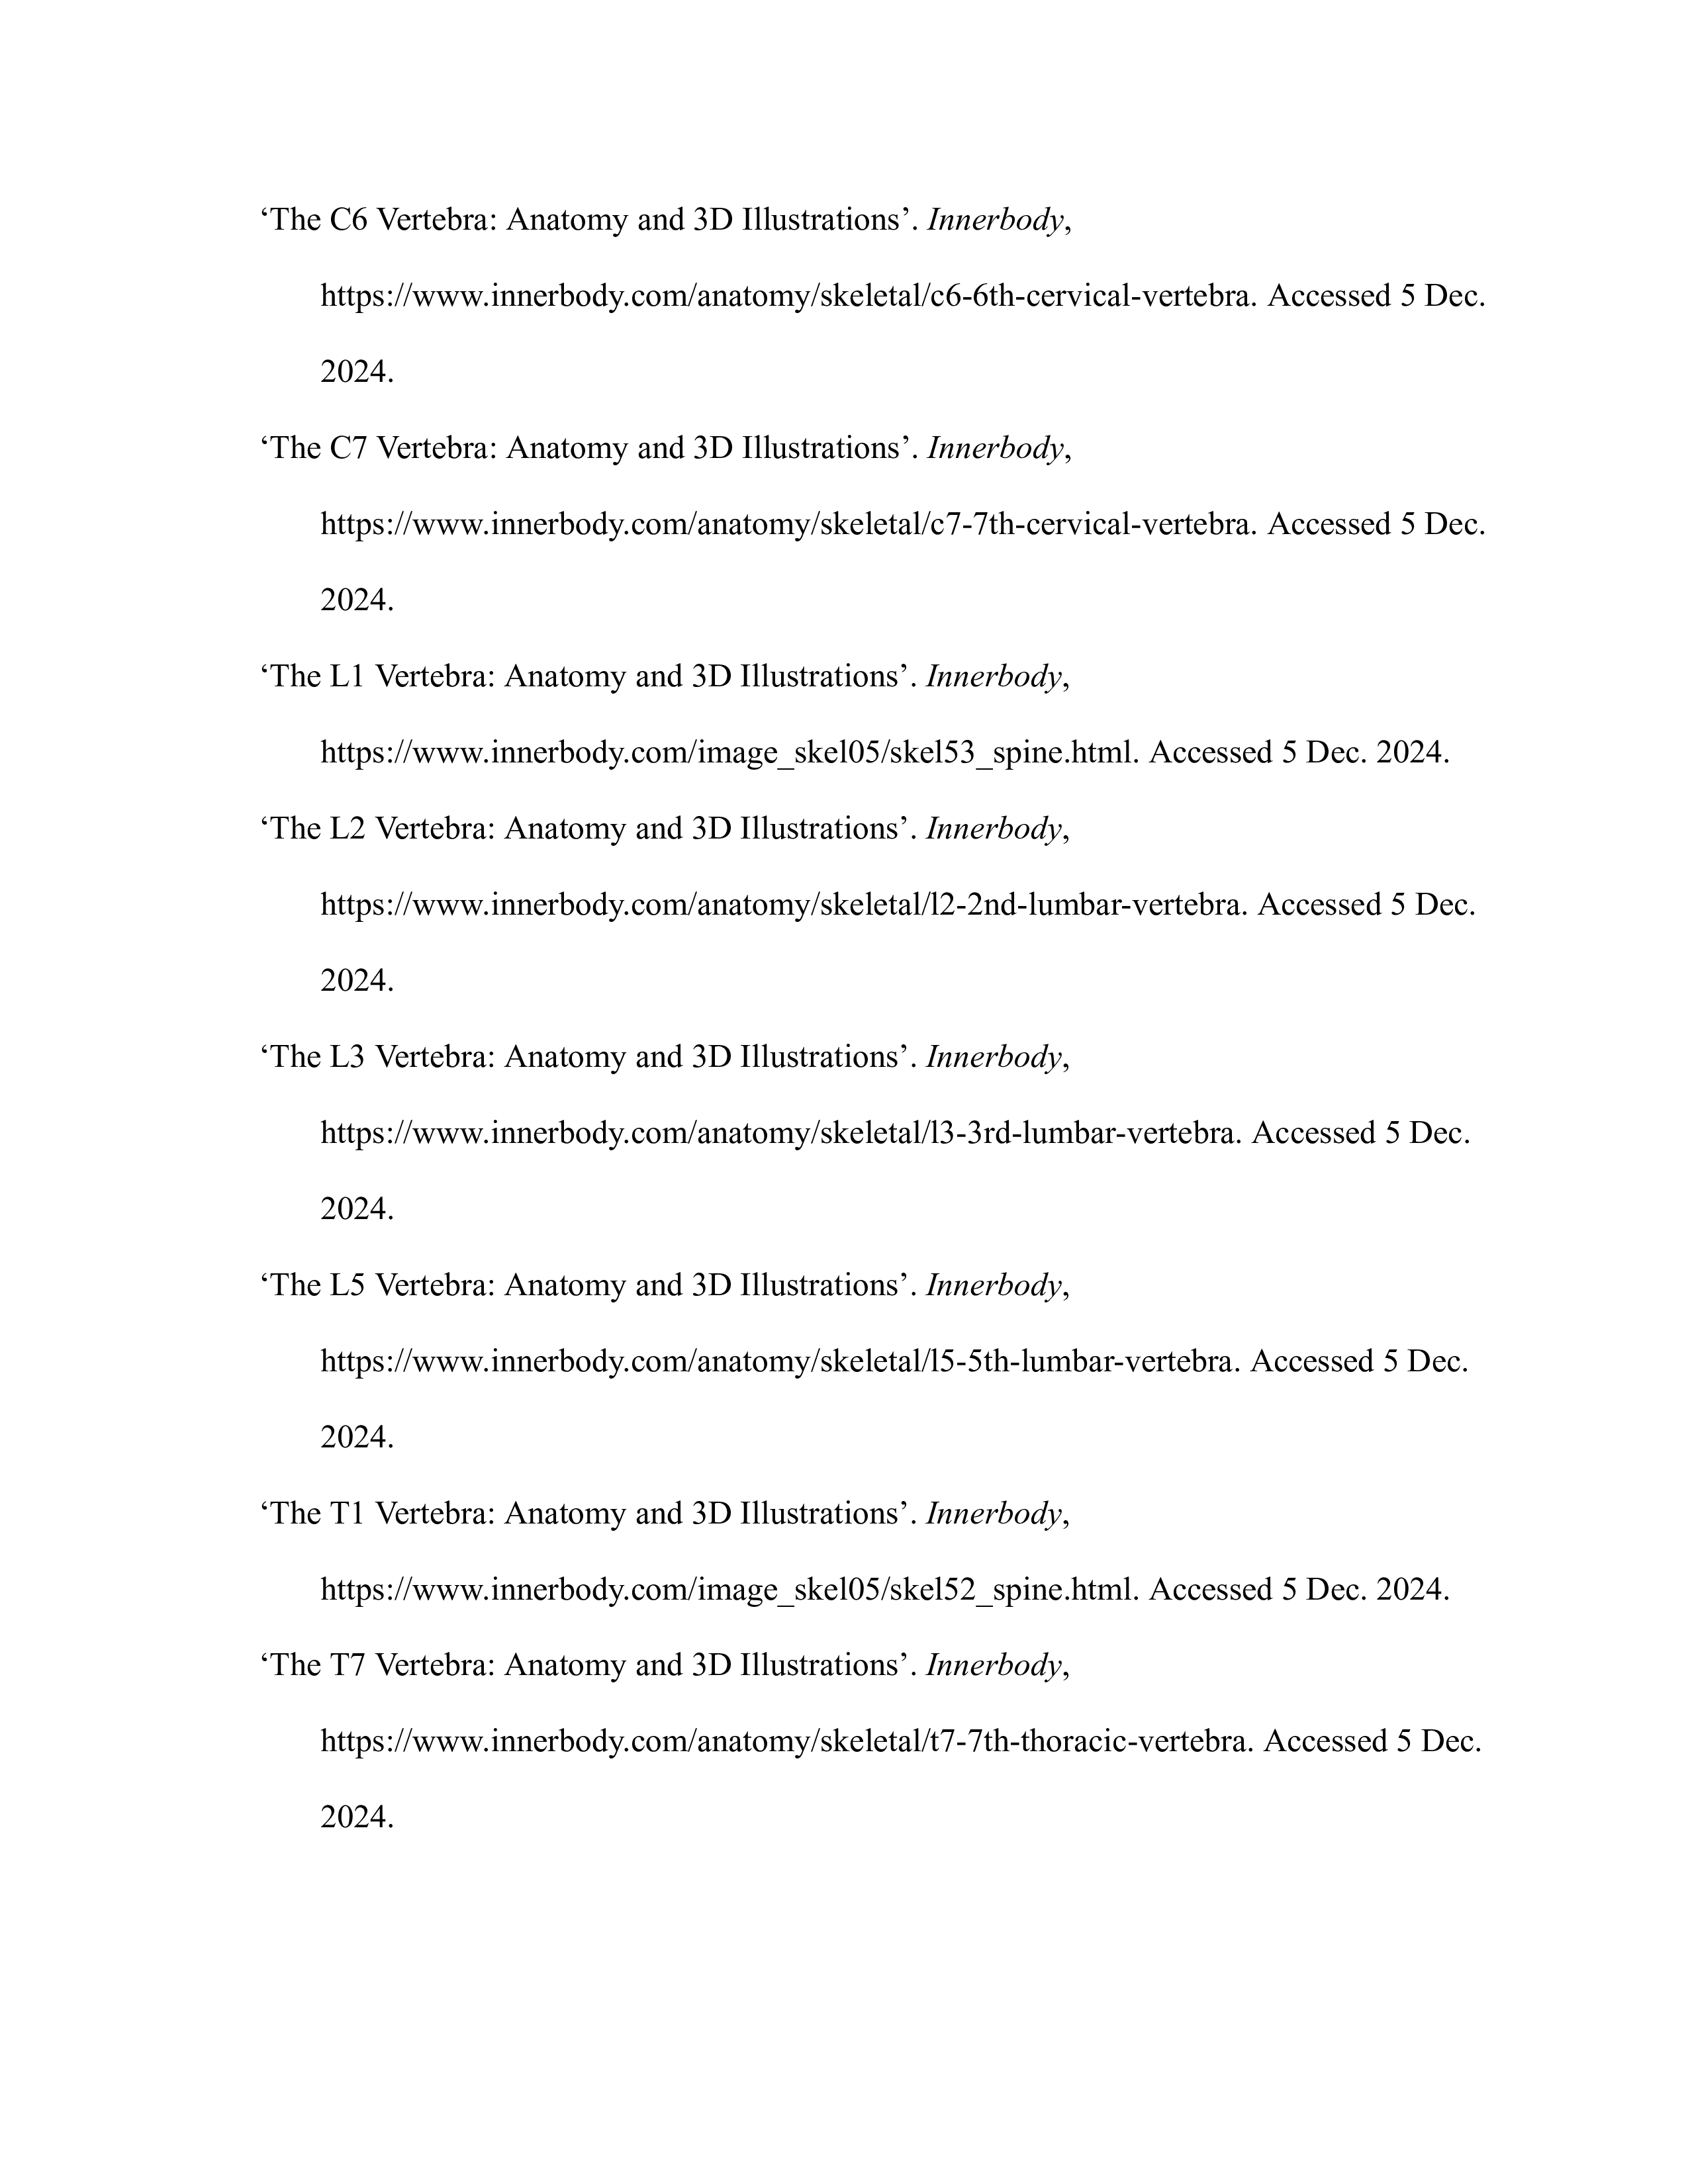 ‘The C6 Vertebra: Anatomy and 3D Illustrations’. Innerbody,
https://www.innerbody.com/anatomy/skeletal/c6-6th-cervical-vertebra. Accessed 5 Dec.
2024.
‘The C7 Vertebra: Anatomy and 3D Illustrations’. Innerbody,
https://www.innerbody.com/anatomy/skeletal/c7-7th-cervical-vertebra. Accessed 5 Dec.
2024.
‘The L1 Vertebra: Anatomy and 3D Illustrations’. Innerbody,
https://www.innerbody.com/image_skel05/skel53_spine.html. Accessed 5 Dec. 2024.
‘The L2 Vertebra: Anatomy and 3D Illustrations’. Innerbody,
https://www.innerbody.com/anatomy/skeletal/l2-2nd-lumbar-vertebra. Accessed 5 Dec.
2024.
‘The L3 Vertebra: Anatomy and 3D Illustrations’. Innerbody,
https://www.innerbody.com/anatomy/skeletal/l3-3rd-lumbar-vertebra. Accessed 5 Dec.
2024.
‘The L5 Vertebra: Anatomy and 3D Illustrations’. Innerbody,
https://www.innerbody.com/anatomy/skeletal/l5-5th-lumbar-vertebra. Accessed 5 Dec.
2024.
‘The T1 Vertebra: Anatomy and 3D Illustrations’. Innerbody,
https://www.innerbody.com/image_skel05/skel52_spine.html. Accessed 5 Dec. 2024.
‘The T7 Vertebra: Anatomy and 3D Illustrations’. Innerbody,
https://www.innerbody.com/anatomy/skeletal/t7-7th-thoracic-vertebra. Accessed 5 Dec.
2024.